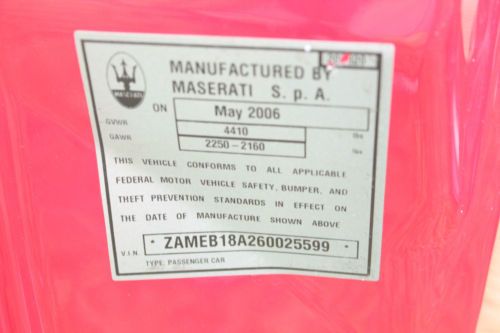 MANUFACTURED BY
MASERATI S. p A.
MASERATI
ON May 2006
GVWR 4410 lbs
GAWR 2250 - 2160 lbs
THIS VEHICLE CONFORMS TO ALL APPLICABLE
FEDERAL MOTOR VEHICLE SAFETY, BUMPER, AND
THEFT PREVENTION STANDARDS IN EFFECT ON
THE DATE OF MANUFACTURE SHOWN ABOVE
V.I.N. * ZAMEB18A260025599 *
TYPE: PASSENGER CAR